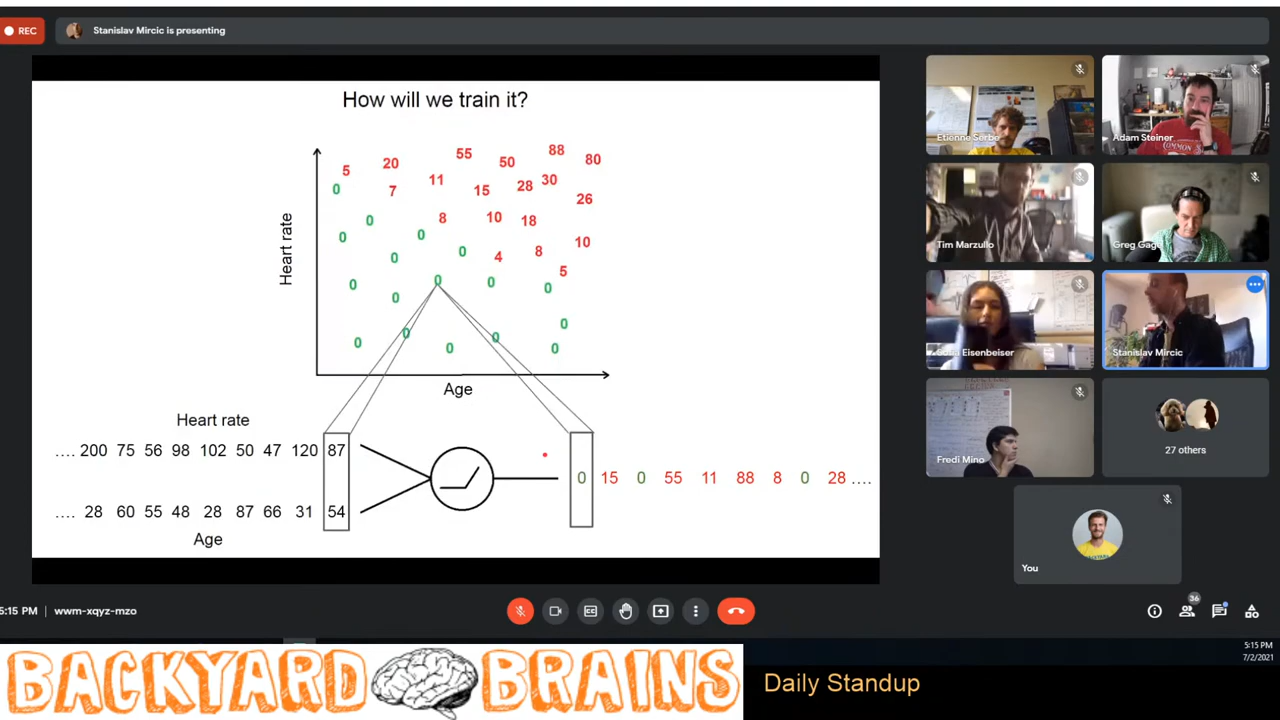 REC
Stanislav Mircic is presenting
How will we train it?
5 20 55 50 88 80
0 7 11 15 28 30 26
0 8 10 18
0 0 0 4 8 10
0 5
0 0 0 0 0
0 0 0
0 0 0
Heart rate
Age
Heart rate
.... 200 75 56 98 102 50 47 120 87
0 15 0 55 11 88 8 0 28 ....
.... 28 60 55 48 28 87 66 31 54
Age
Adam Steiner
Tim Marzullo
Eisenbeiser
Stanislav Mircic
Fredi Mino
27 others
You
5:15 PM | wwm-xqyz-mzo
CC
36
5:15 PM
7/2/2021
BACKYARD BRAINS
Daily Standup